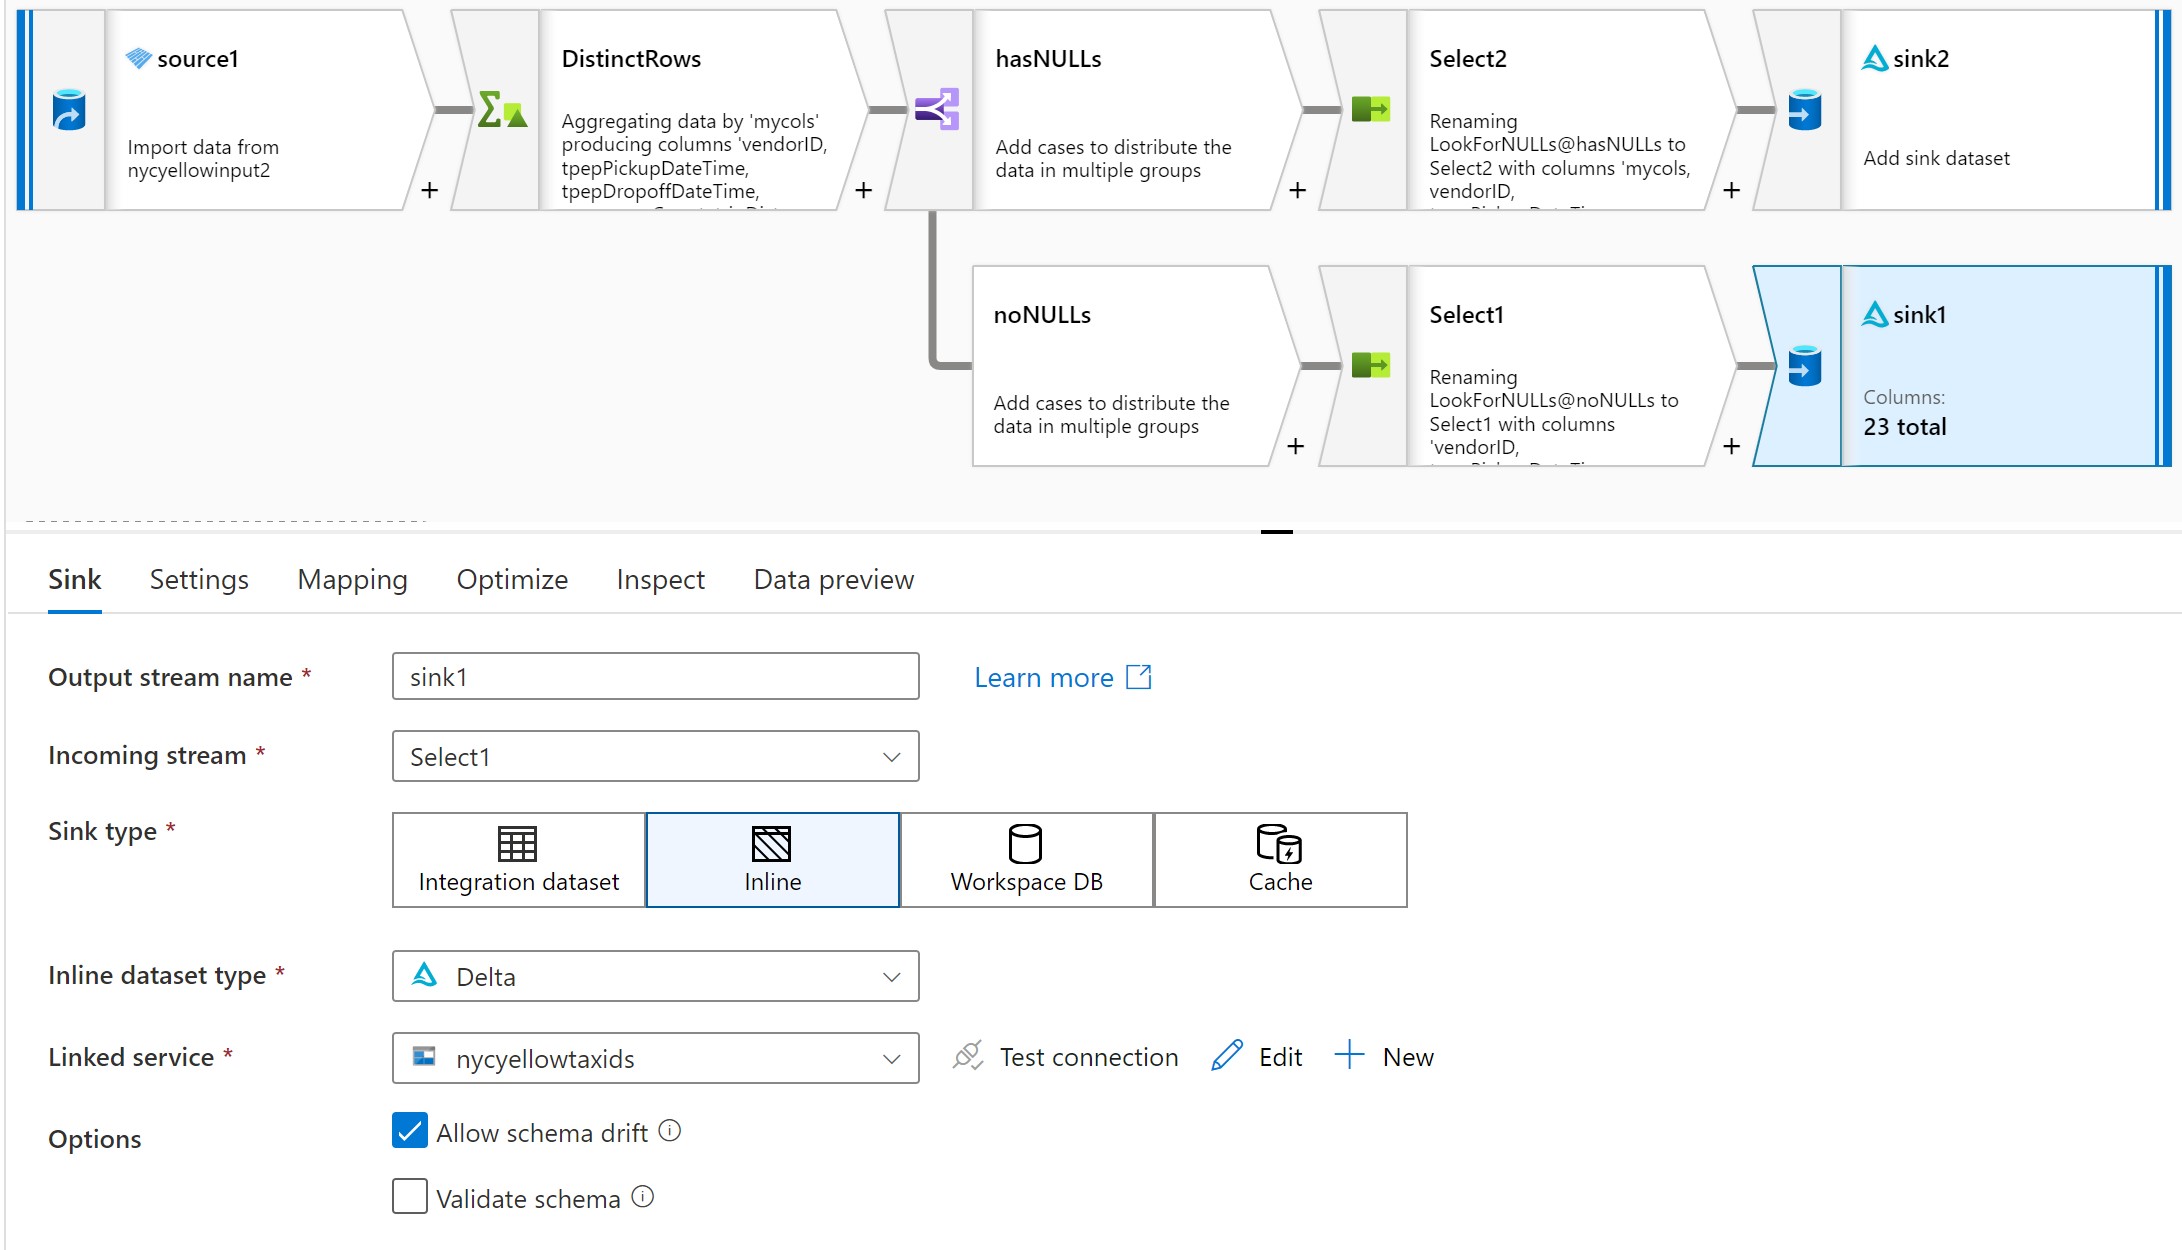 source1
Import data from
nycyellowinput2
+
DistinctRows
Aggregating data by 'mycols'
producing columns 'vendorID,
tpepPickupDateTime,
tpepDropoffDateTime,
+
hasNULLs
Add cases to distribute the
data in multiple groups
+
Select2
Renaming
LookForNULLs@hasNULLs to
Select2 with columns 'mycols,
vendorID,
+
sink2
Add sink dataset
noNULLs
Add cases to distribute the
data in multiple groups
+
Select1
Renaming
LookForNULLs@noNULLs to
Select1 with columns
'vendorID,
+
sink1
Columns:
23 total
Sink Settings Mapping Optimize Inspect Data preview
Output stream name * sink1 Learn more
Incoming stream * Select1
Sink type * Integration dataset Inline Workspace DB Cache
Inline dataset type * Delta
Linked service * nycyellowtaxids Test connection Edit New
Options Allow schema drift
Validate schema